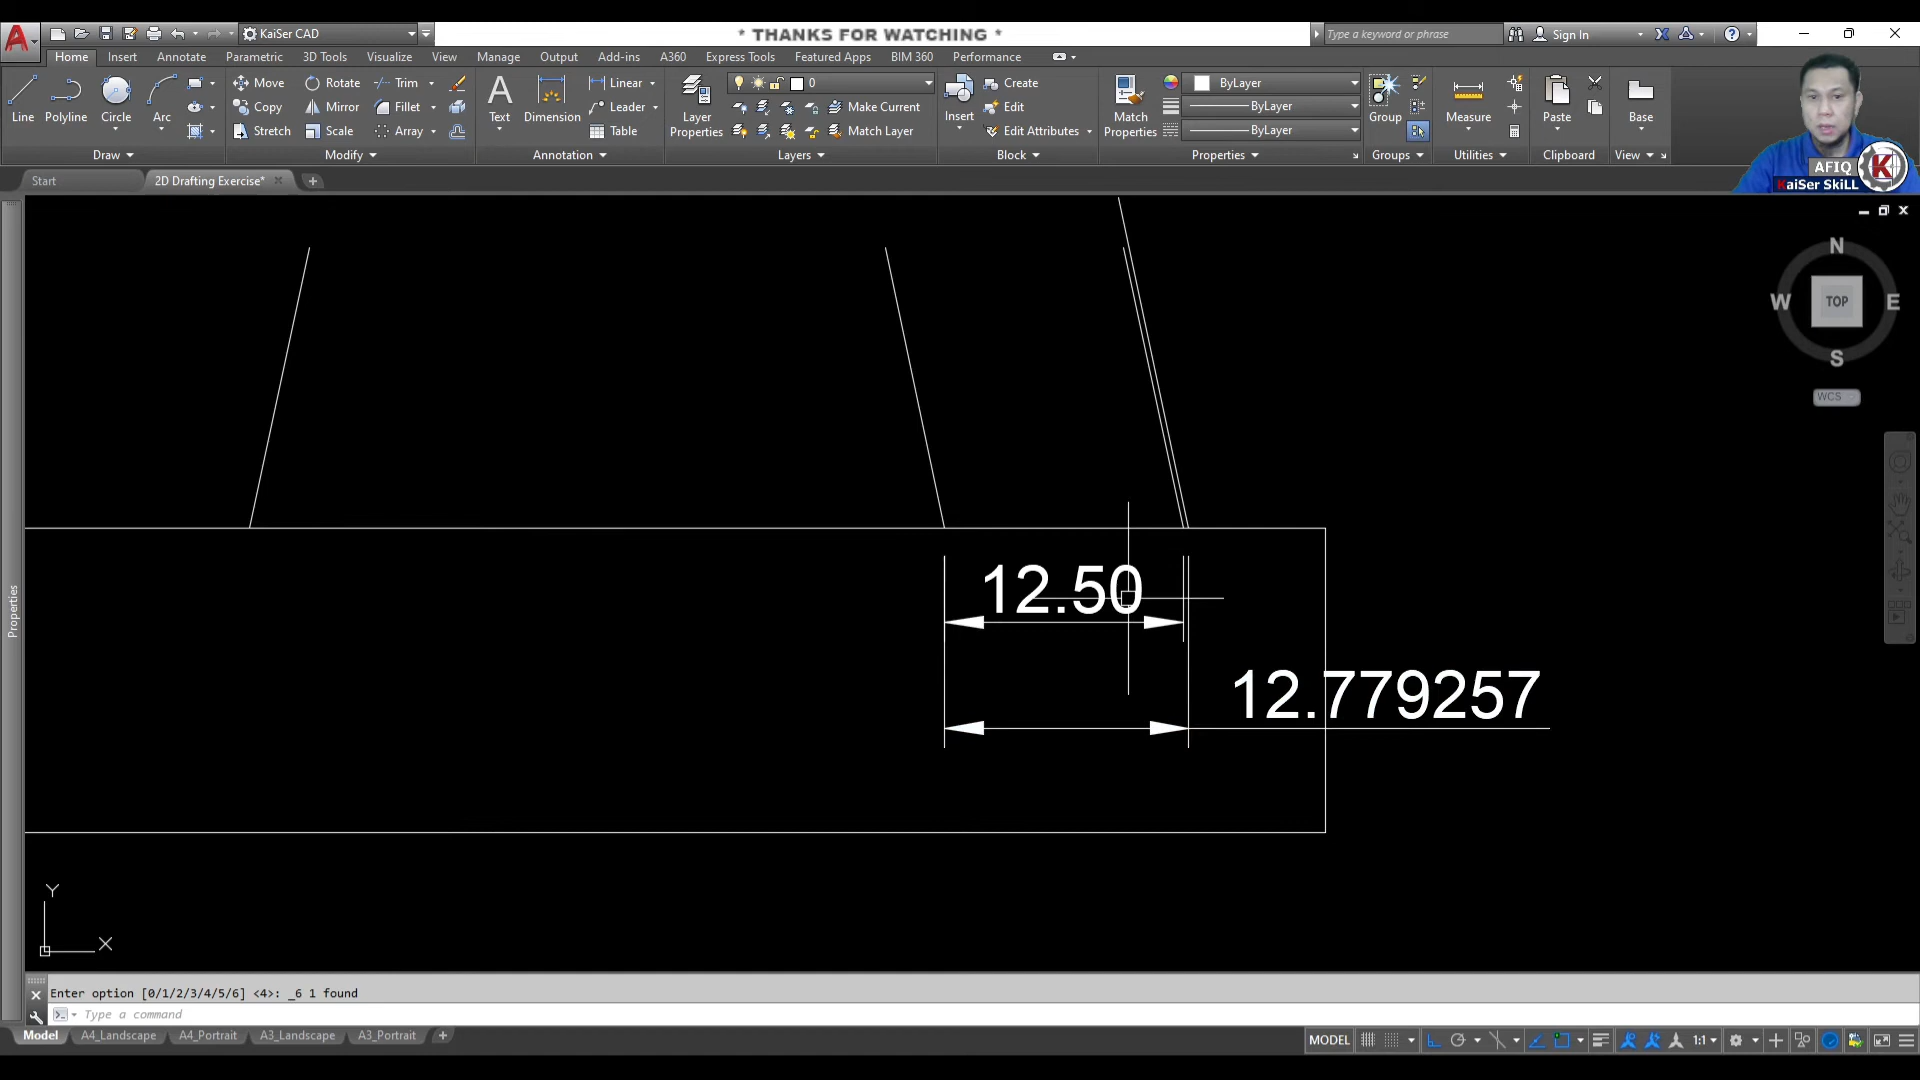 KaiSer CAD
* THANKS FOR WATCHING *
Type a keyword or phrase
Sign In
Home Insert Annotate Parametric 3D Tools Visualize View Manage Output Add-ins A360 Express Tools Featured Apps BIM 360 Performance
Line
Polyline
Circle
Arc
Draw
Move Rotate Trim
Copy Mirror Fillet
Stretch Scale Array
Modify
Text
Dimension
Linear
Leader
Table
Annotation
Layer
Properties
0
Make Current
Match Layer
Layers
Insert
Create
Edit
Edit Attributes
Block
Match
Properties
ByLayer
ByLayer
ByLayer
Properties
Group
Groups
Measure
Utilities
Paste
Clipboard
Base
View
AFIQ
KaiSer SkiLL
K
Start
2D Drafting Exercise*
N
W TOP E
S
WCS
12.50
12.779257
Properties
Y
X
Enter option [0/1/2/3/4/5/6] <4>: _6 1 found
Type a command
Model A4_Landscape A4_Portrait A3_Landscape A3_Portrait
MODEL
1:1